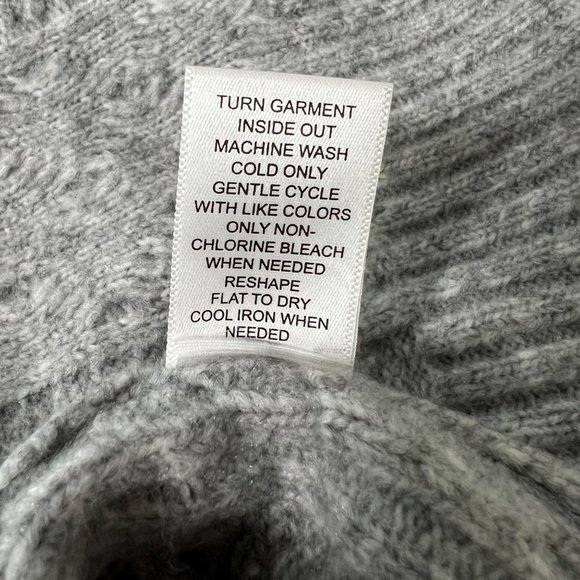 TURN GARMENT
INSIDE OUT
MACHINE WASH
COLD ONLY
GENTLE CYCLE
WITH LIKE COLORS
ONLY NON-
CHLORINE BLEACH
WHEN NEEDED
RESHAPE
FLAT TO DRY
COOL IRON WHEN
NEEDED